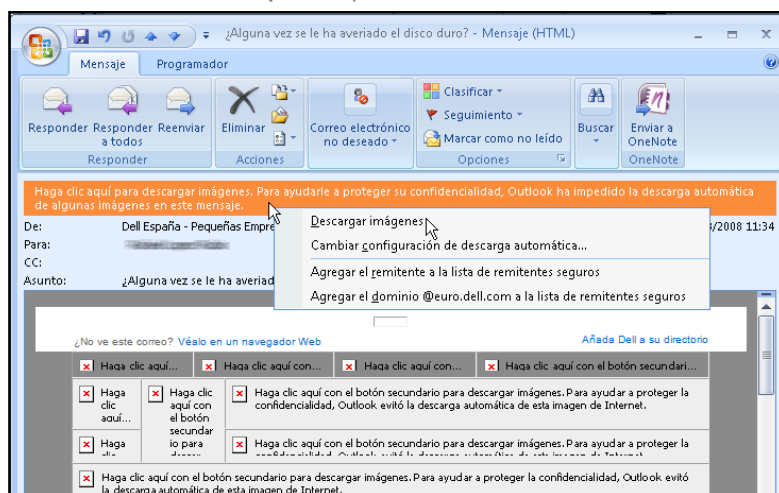 ¿Alguna vez se le ha averiado el disco duro? - Mensaje (HTML)
Mensaje Programador
Responder Responder a todos Reenviar
Eliminar
Correo electrónico no deseado
Clasificar
Seguimiento
Marcar como no leído
Buscar
Enviar a OneNote
Responder Acciones Opciones OneNote
Haga clic aquí para descargar imágenes. Para ayudarle a proteger su confidencialidad, Outlook ha impedido la descarga automática
de algunas imágenes en este mensaje.
De: Dell España - Pequeñas Empre
/2008 11:34
Para:
CC:
Asunto: ¿Alguna vez se le ha averiad
Descargar imágenes
Cambiar configuración de descarga automática...
Agregar el remitente a la lista de remitentes seguros
Agregar el dominio @euro.dell.com a la lista de remitentes seguros
¿No ve este correo? Véalo en un navegador Web
Añada Dell a su directorio
Haga clic aquí... Haga clic aquí con... Haga clic aquí con... Haga clic aquí con el botón secundari...
Haga
clic
aquí...
Haga clic
aquí con
el botón
secundar
io para
Haga clic aquí con el botón secundario para descargar imágenes. Para ayudar a proteger la
confidencialidad, Outlook evitó la descarga automática de esta imagen de Internet.
Haga
Haga clic aquí con el botón secundario para descargar imágenes. Para ayudar a proteger la
Haga clic aquí con el botón secundario para descargar imágenes. Para ayudar a proteger la confidencialidad, Outlook evitó
la descarga automática de esta imagen de Internet.